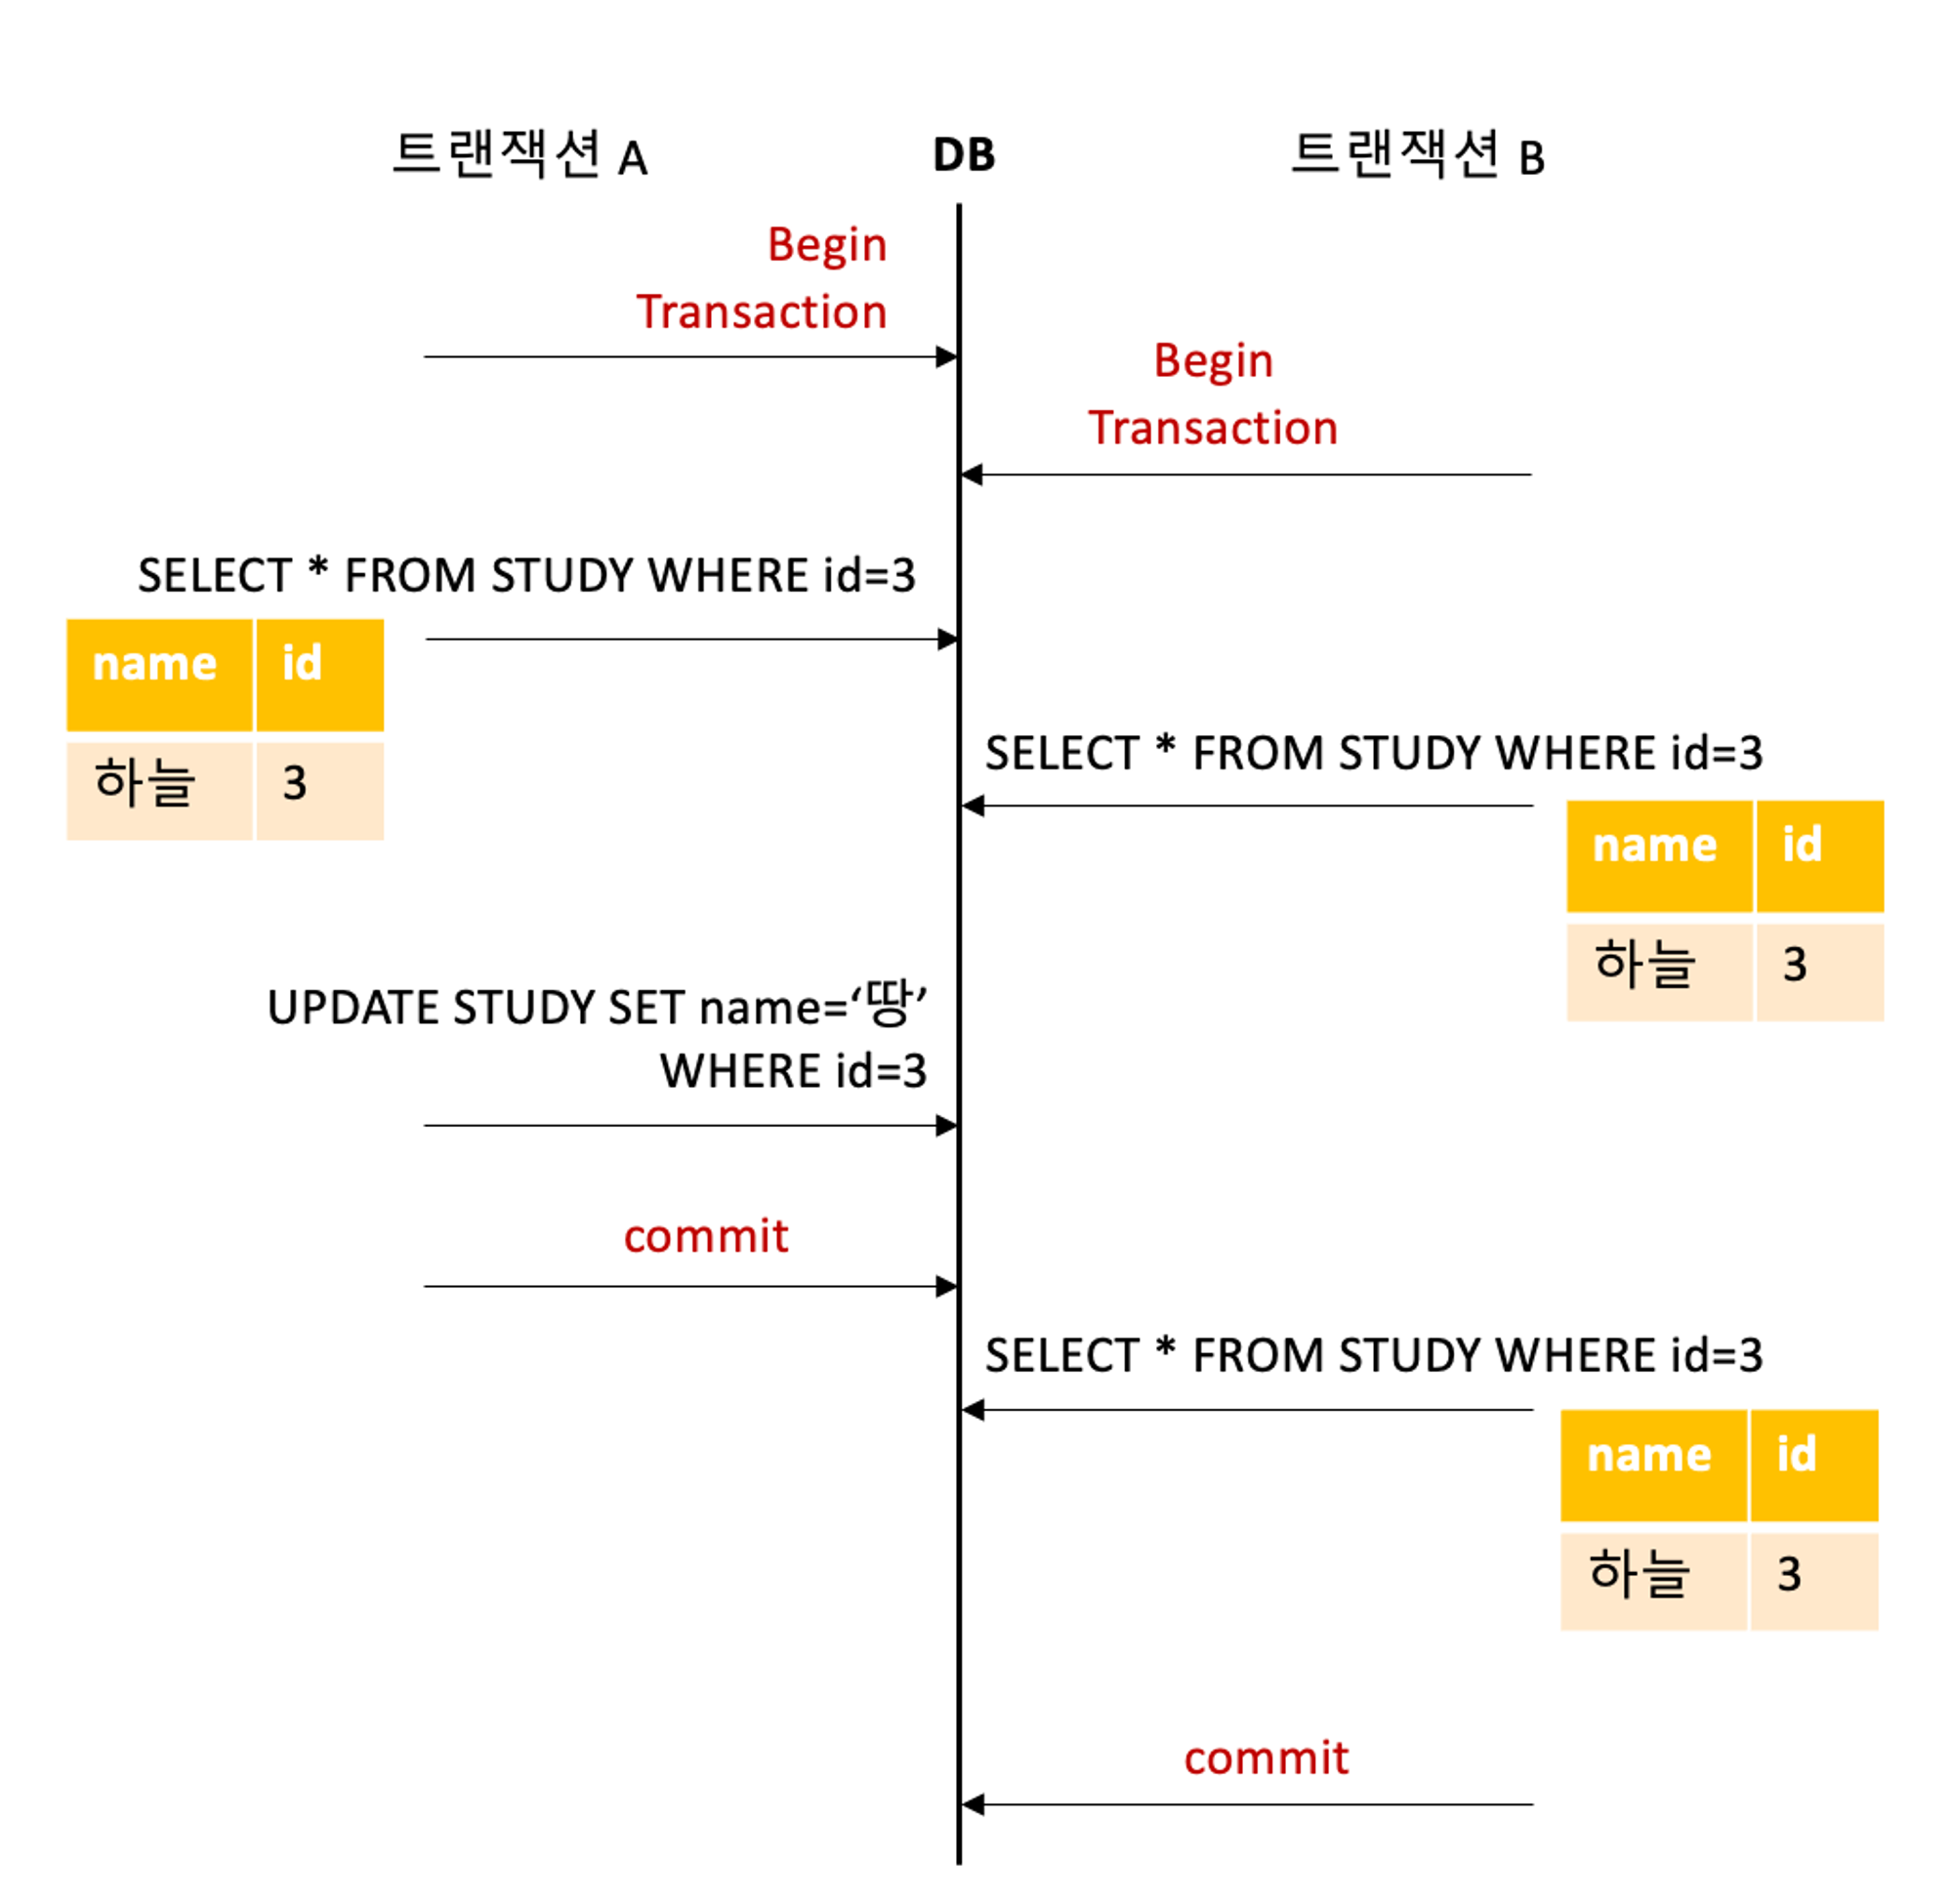 트랜잭션 A
DB
트랜잭션 B
Begin
Transaction
Begin
Transaction
SELECT * FROM STUDY WHERE id=3
name id
하늘 3
SELECT * FROM STUDY WHERE id=3
name id
하늘 3
UPDATE STUDY SET name=‘땅’
WHERE id=3
commit
SELECT * FROM STUDY WHERE id=3
name id
하늘 3
commit